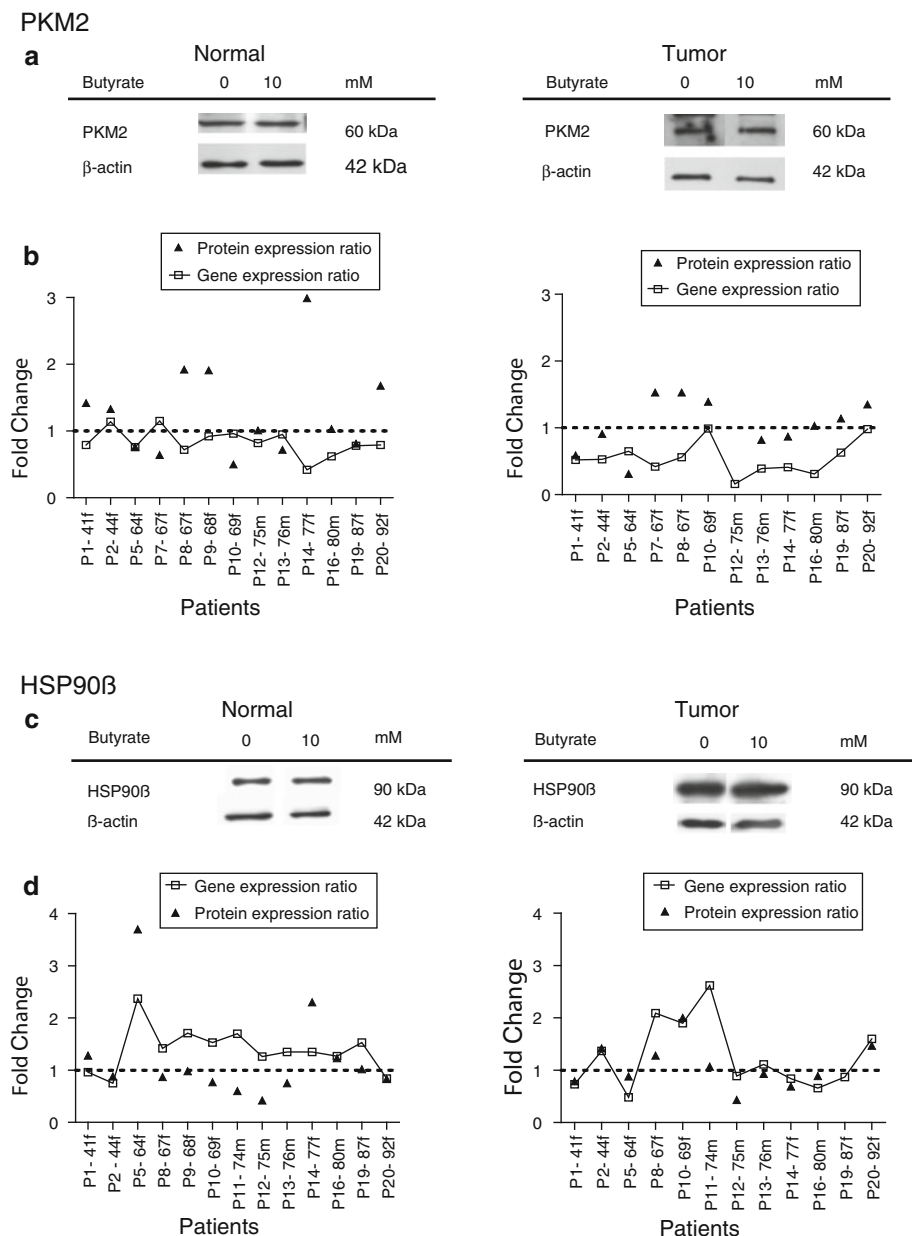 PKM2
a
Normal
Butyrate 0 10 mM
PKM2 60 kDa
β-actin 42 kDa
Tumor
Butyrate 0 10 mM
PKM2 60 kDa
β-actin 42 kDa
b
Protein expression ratio
Gene expression ratio
Fold Change
3
2
1
0
P1- 41f
P2- 44f
P5- 64f
P7- 67f
P8- 67f
P9- 68f
P10- 69f
P12- 75m
P13- 76m
P14- 77f
P16- 80m
P19- 87f
P20- 92f
Patients
Protein expression ratio
Gene expression ratio
Fold Change
3
2
1
0
P1- 41f
P2- 44f
P5- 64f
P7- 67f
P8- 67f
P10- 69f
P12- 75m
P13- 76m
P14- 77f
P16- 80m
P19- 87f
P20- 92f
Patients
HSP90ß
c
Normal
Butyrate 0 10 mM
HSP90ß 90 kDa
ß-actin 42 kDa
Tumor
Butyrate 0 10 mM
HSP90ß 90 kDa
ß-actin 42 kDa
d
Gene expression ratio
Protein expression ratio
Fold Change
4
3
2
1
0
P1- 41f
P2 - 44f
P5- 64f
P8- 67f
P9- 68f
P10- 69f
P11- 74m
P12- 75m
P13- 76m
P14- 77f
P16- 80m
P19- 87f
P20- 92f
Patients
Gene expression ratio
Protein expression ratio
Fold Change
4
3
2
1
0
P1- 41f
P2- 44f
P5- 64f
P8- 67f
P10- 69f
P11- 74m
P12- 75m
P13- 76m
P14- 77f
P16- 80m
P19- 87f
P20- 92f
Patients